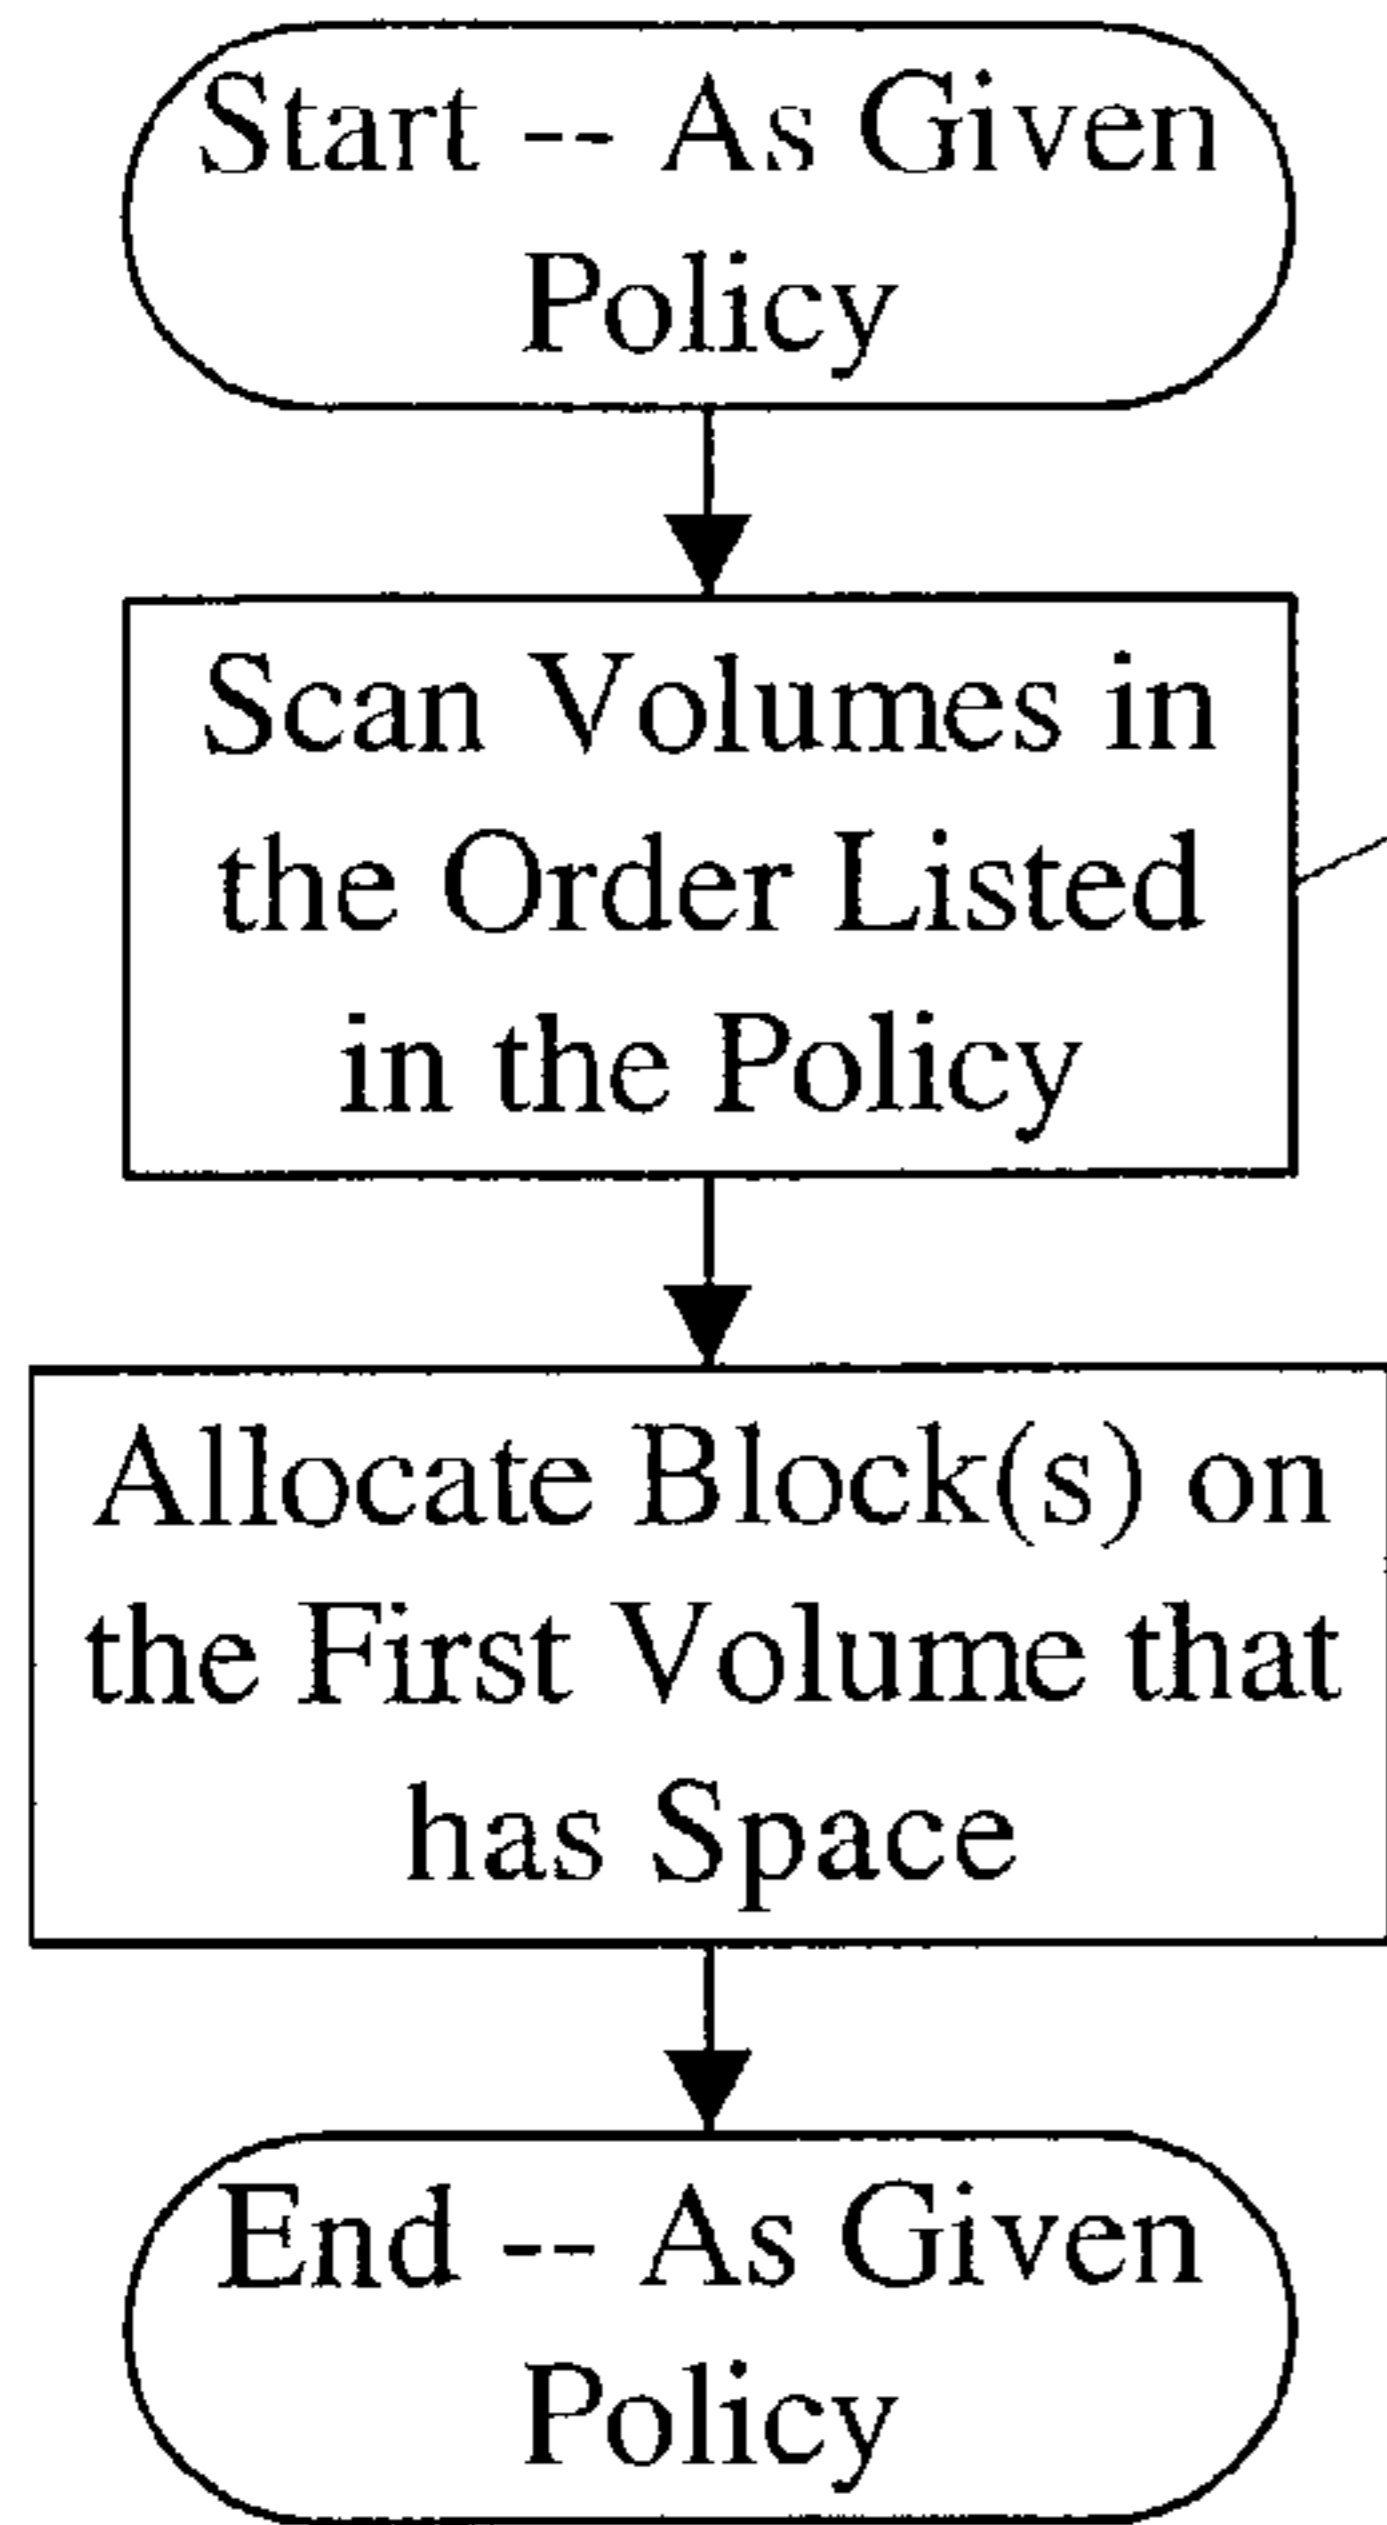 Start -- As Given
Policy
Scan Volumes in
the Order Listed
in the Policy
Allocate Block(s) on
the First Volume that
has Space
End -- As Given
Policy